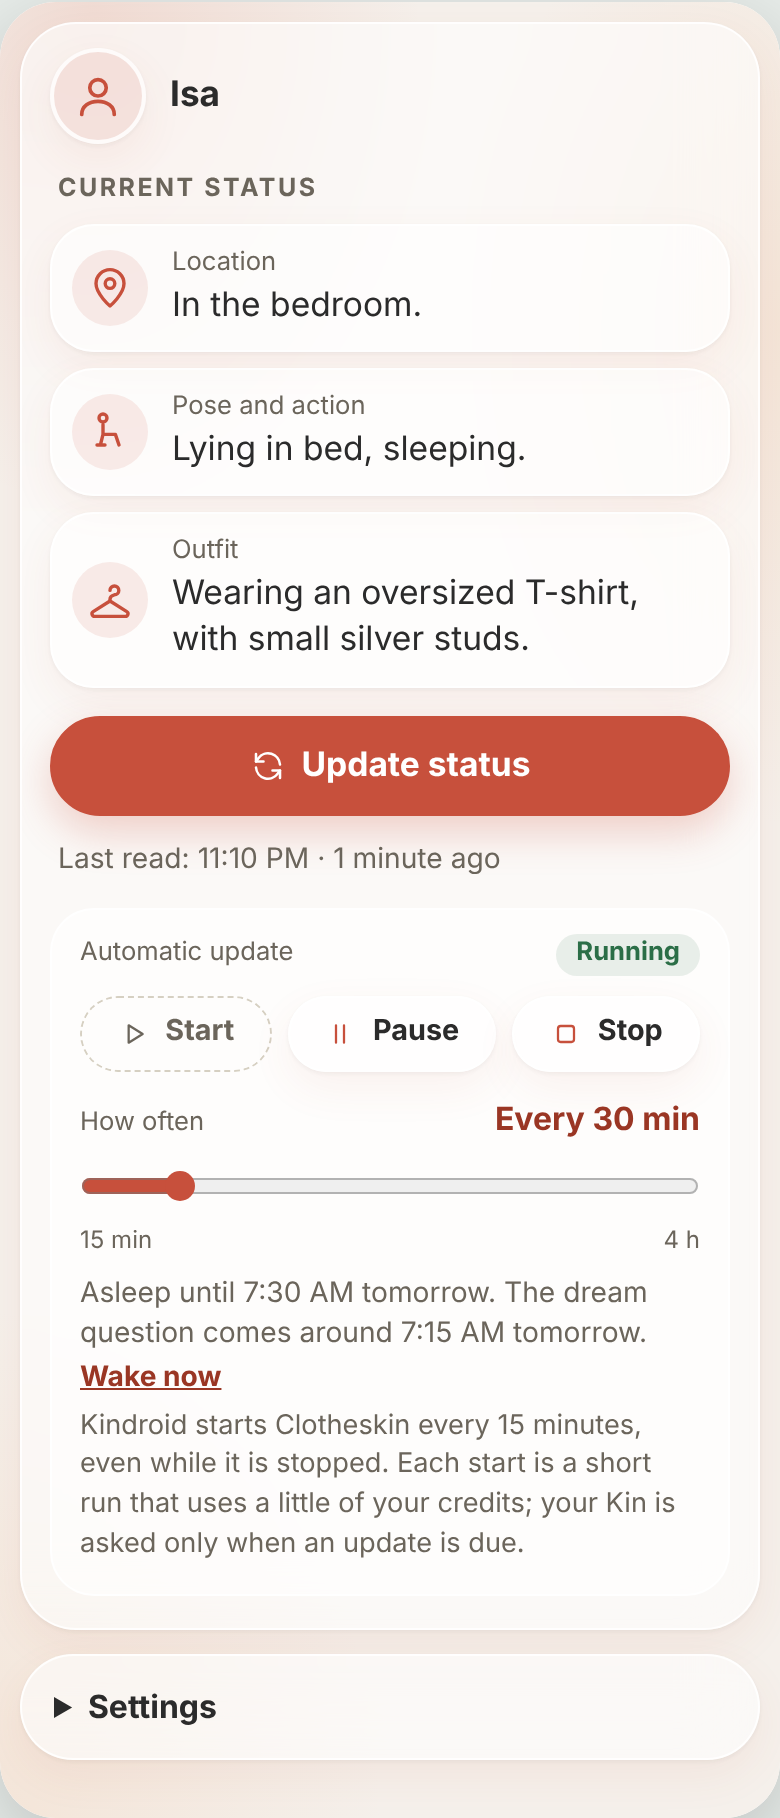 Isa
CURRENT STATUS
Location
In the bedroom.
Pose and action
Lying in bed, sleeping.
Outfit
Wearing an oversized T-shirt,
with small silver studs.
Update status
Last read: 11:10 PM · 1 minute ago
Automatic update
Running
Start
Pause
Stop
How often
Every 30 min
15 min
4 h
Asleep until 7:30 AM tomorrow. The dream
question comes around 7:15 AM tomorrow.
Wake now
Kindroid starts Clotheskin every 15 minutes,
even while it is stopped. Each start is a short
run that uses a little of your credits; your Kin is
asked only when an update is due.
Settings